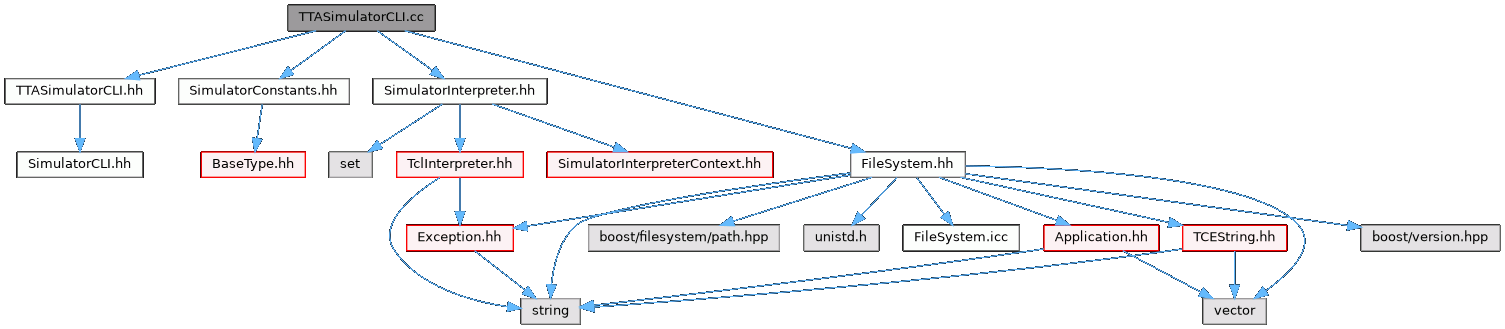 TTASimulatorCLI.cc
TTASimulatorCLI.hh
SimulatorConstants.hh
SimulatorInterpreter.hh
SimulatorCLI.hh
BaseType.hh
set
TclInterpreter.hh
SimulatorInterpreterContext.hh
FileSystem.hh
Exception.hh
boost/filesystem/path.hpp
unistd.h
FileSystem.icc
Application.hh
TCEString.hh
boost/version.hpp
string
vector